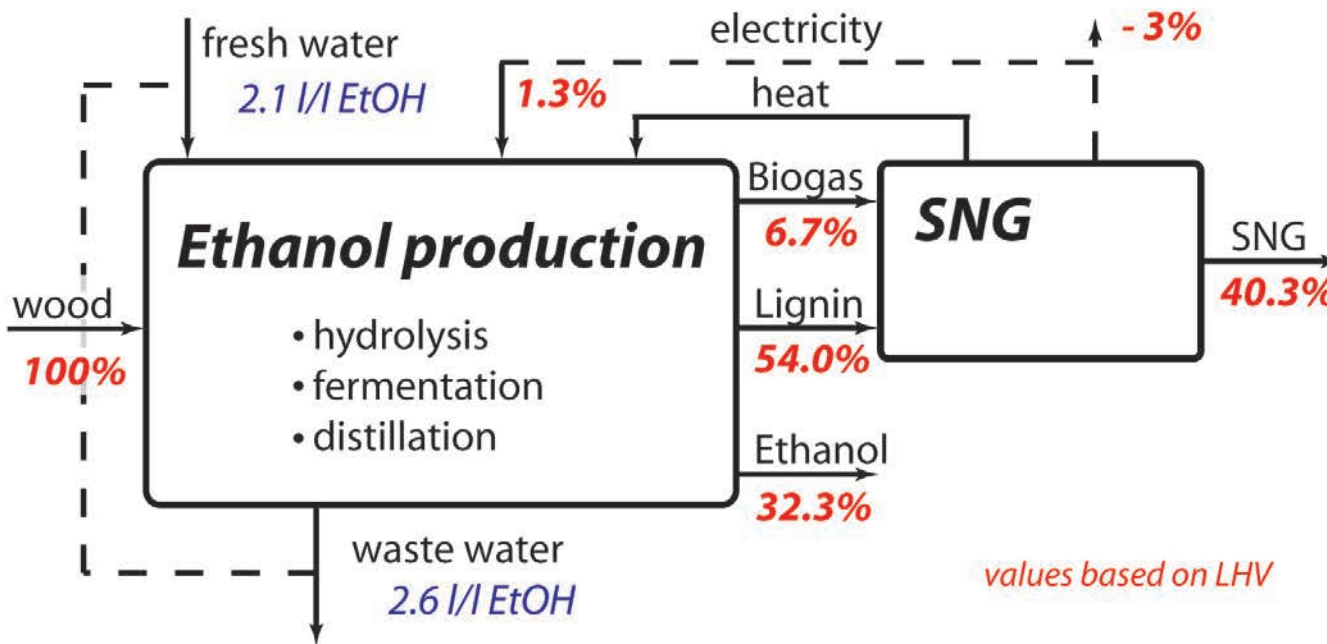 fresh water
2.1 l/l EtOH
electricity
- 3%
1.3%
heat
Biogas
6.7%
SNG
SNG
40.3%
Ethanol production
wood
100%
• hydrolysis
• fermentation
• distillation
Lignin
54.0%
Ethanol
32.3%
waste water
2.6 l/l EtOH
values based on LHV